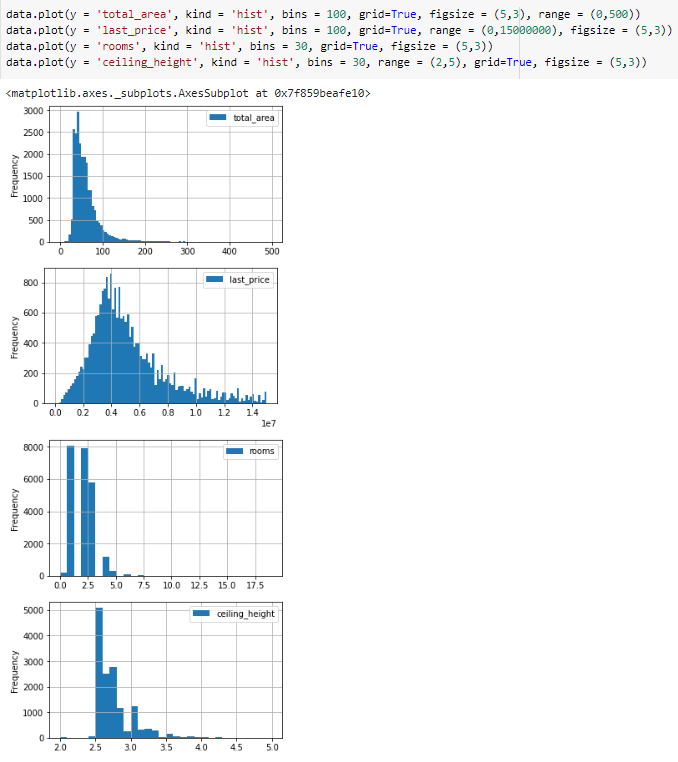 data.plot(y = 'total_area', kind = 'hist', bins = 100, grid=True, figsize = (5,3), range = (0,500))
data.plot(y = 'last_price', kind = 'hist', bins = 100, grid=True, range = (0,15000000), figsize = (5,3))
data.plot(y = 'rooms', kind = 'hist', bins = 30, grid=True, figsize = (5,3))
data.plot(y = 'ceiling_height', kind = 'hist', bins = 30, range = (2,5), grid=True, figsize = (5,3))
<matplotlib.axes._subplots.AxesSubplot at 0x7f859beafe10>
total_area
Frequency
3000
2500
2000
1500
1000
500
0
0 100 200 300 400 500
last_price
Frequency
800
600
400
200
0
0.0 0.2 0.4 0.6 0.8 1.0 1.2 1.4
1e7
rooms
Frequency
8000
6000
4000
2000
0
0.0 2.5 5.0 7.5 10.0 12.5 15.0 17.5
ceiling_height
Frequency
5000
4000
3000
2000
1000
0
2.0 2.5 3.0 3.5 4.0 4.5 5.0